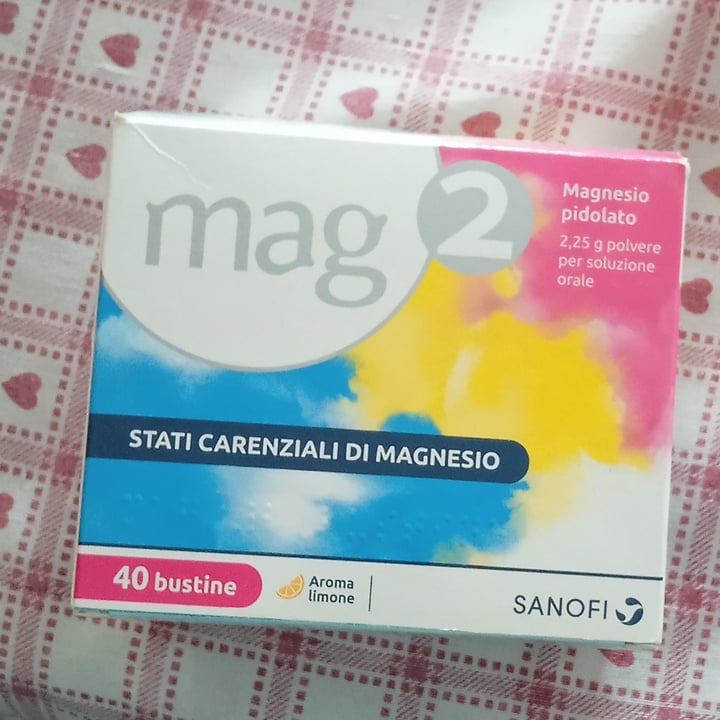 mag 2
Magnesio
pidolato
2,25 g polvere
per soluzione
orale
STATI CARENZIALI DI MAGNESIO
40 bustine
Aroma
limone
SANOFI